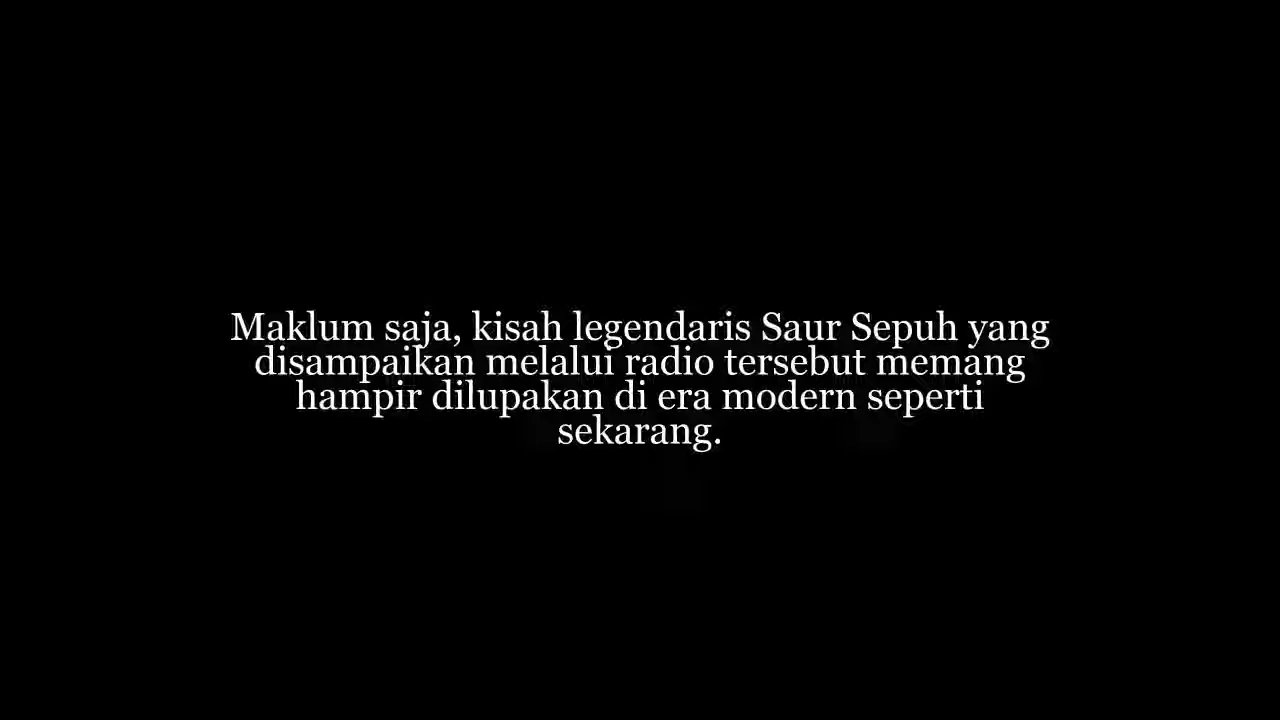 Maklum saja, kisah legendaris Saur Sepuh yang
disampaikan melalui radio tersebut memang
hampir dilupakan di era modern seperti
sekarang.